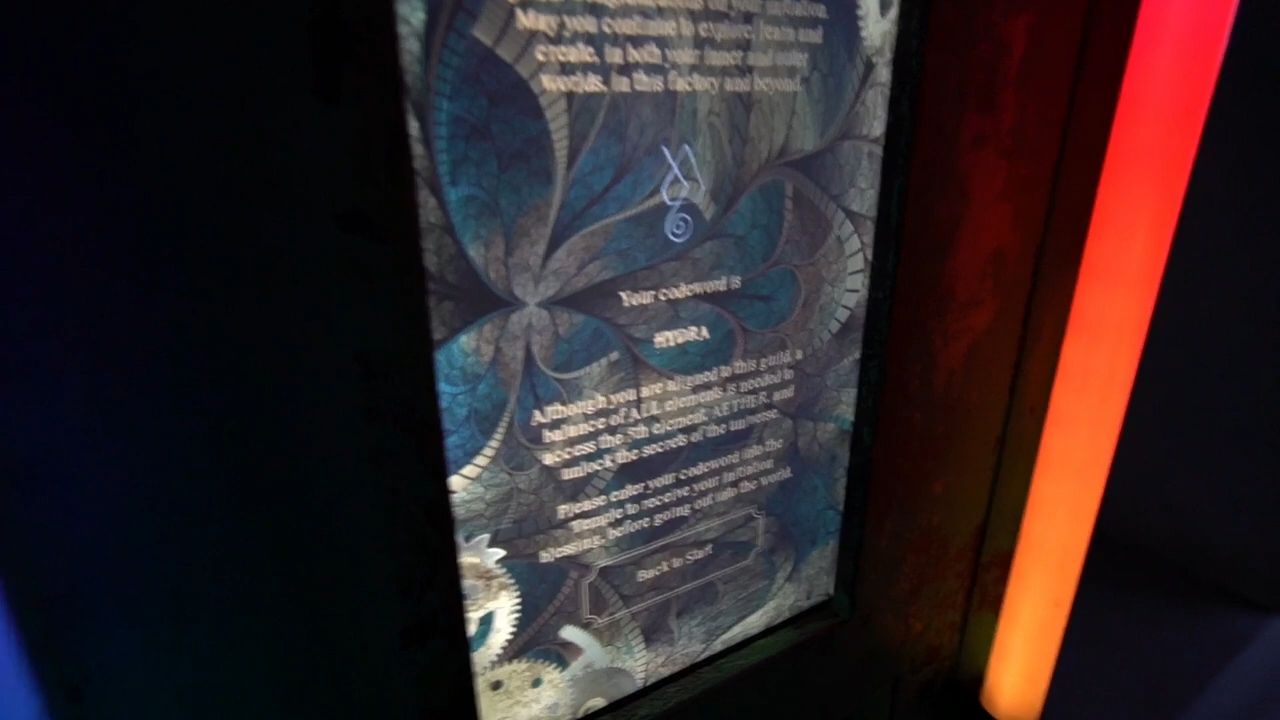 your initiation.
May you continue to explore, learn and
create, in both your inner and outer
worlds, in this factory and beyond.
Your codeword is
HYDRA
Although you are aligned to this guild, a
balance of ALL elements is needed to
access the 5th element, AETHER, and
unlock the secrets of the universe.
Please enter your codeword into the
Temple to receive your Initiation
blessing, before going out into the world.
Back to Start